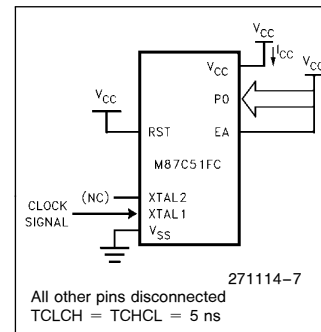 VCC
ICC
VCC
VCC
VCC
P0
RST
EA
M87C51FC
(NC)
XTAL2
CLOCK
SIGNAL
XTAL1
VSS
271114–7
All other pins disconnected
TCLCH = TCHCL = 5 ns